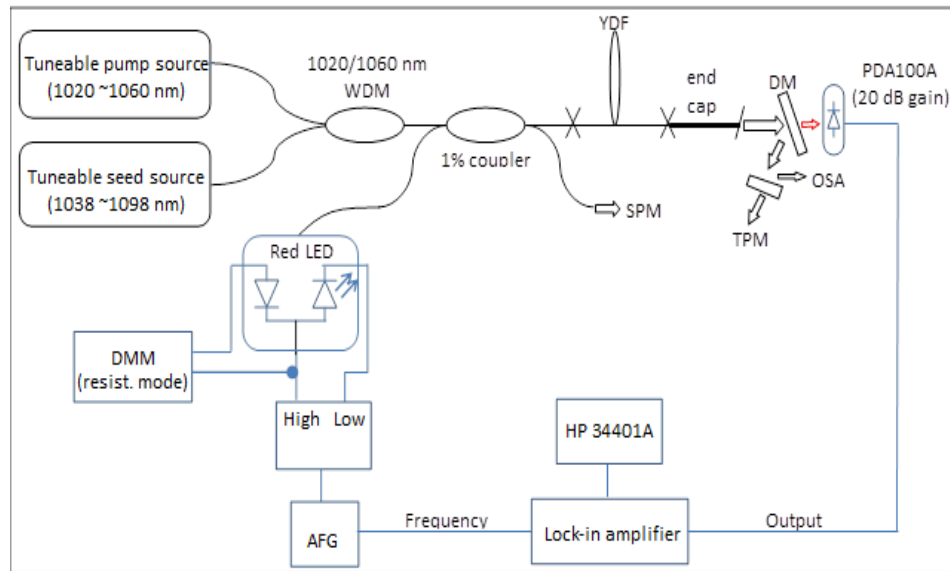 YDF
Tuneable pump source
(1020 ~1060 nm)
1020/1060 nm
WDM
end
cap
DM
PDA100A
(20 dB gain)
Tuneable seed source
(1038 ~1098 nm)
1% coupler
OSA
SPM
TPM
Red LED
DMM
(resist. mode)
High Low
HP 34401A
AFG
Frequency
Lock-in amplifier
Output